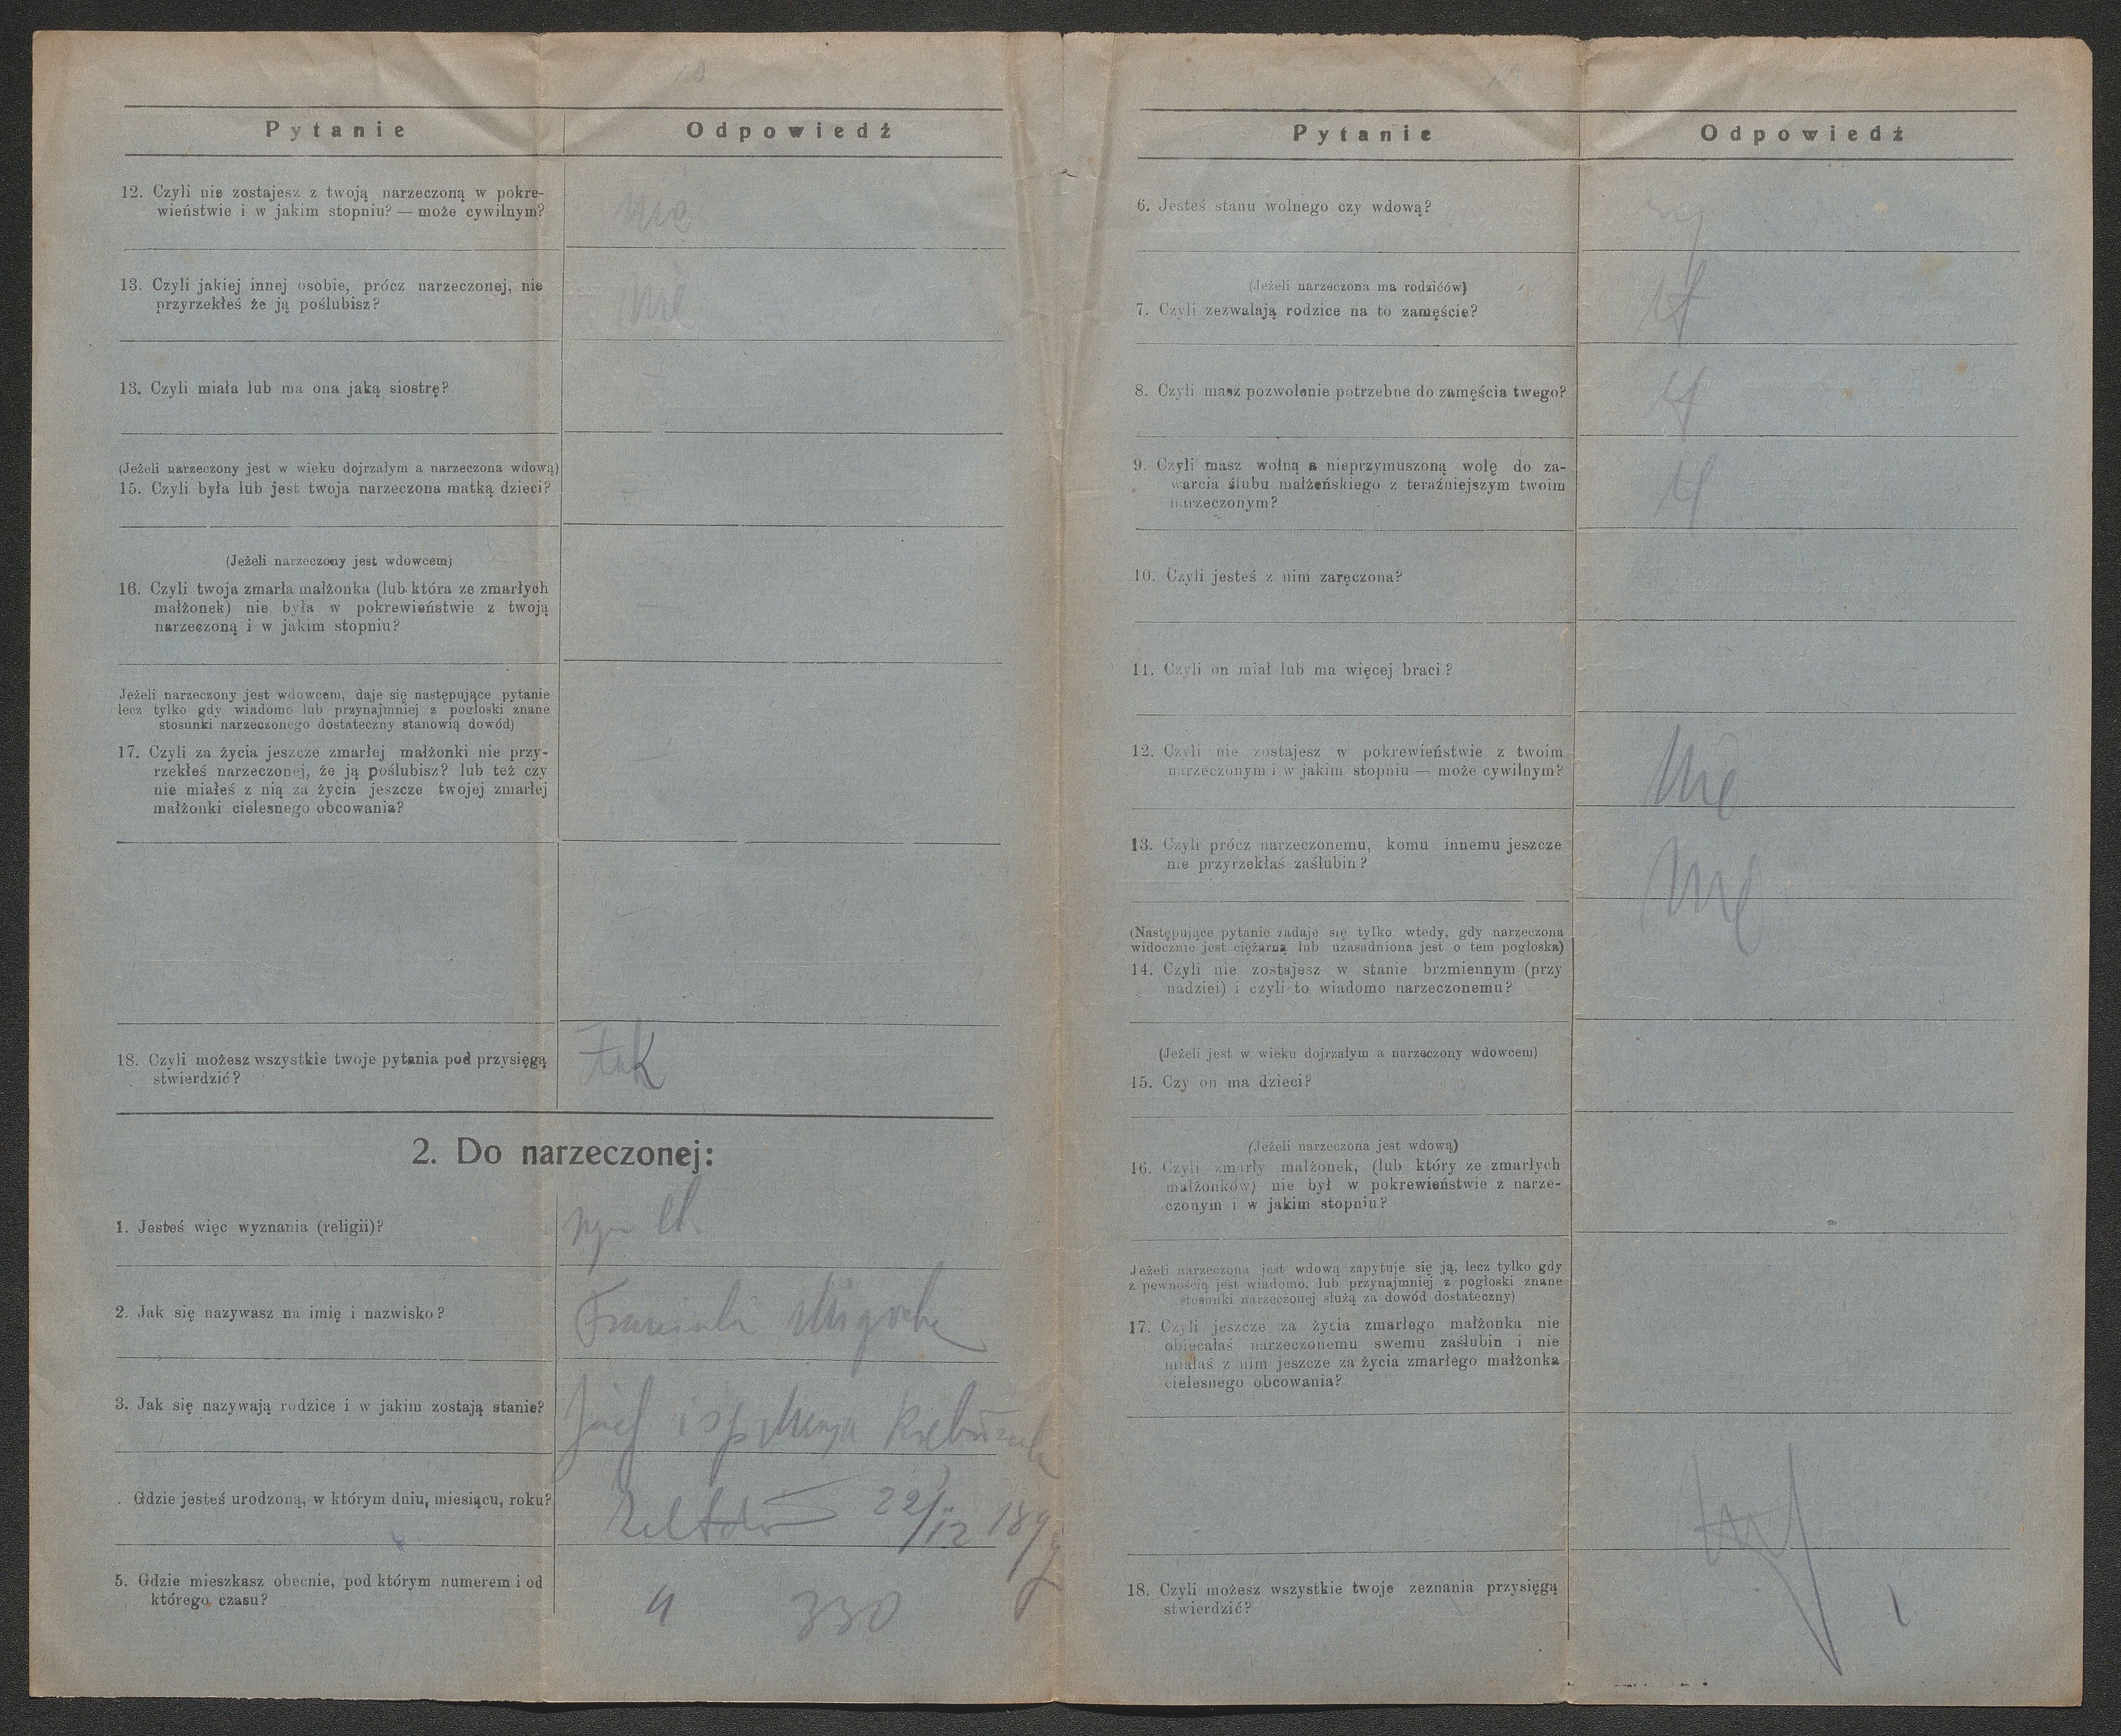 Pytanie Odpowiedź
12. Czyli nie zostajesz z twoją narzeczoną w pokre-
wieństwie i w jakim stopniu? — może cywilnym?
nie
13. Czyli jakiej innej osobie, prócz narzeczonej, nie
przyrzekłeś że ją poślubisz?
nie
13. Czyli miała lub ma ona jaką siostrę?
—
(Jeżeli narzeczony jest w wieku dojrzałym a narzeczona wdową)
15. Czyli była lub jest twoja narzeczona matką dzieci?
—
(Jeżeli narzeczony jest wdowcem)
16. Czyli twoja zmarła małżonka (lub która ze zmarłych
małżonek) nie była w pokrewieństwie z twoją
narzeczoną i w jakim stopniu?
—
Jeżeli narzeczony jest wdowcem, daje się następujące pytanie
lecz tylko gdy wiadomo lub przynajmniej z pogłoski znane
stosunki narzeczonego dostateczny stanowią dowód)
17. Czyli za życia jeszcze zmarłej małżonki nie przy-
rzekłeś narzeczonej, że ją poślubisz? lub też czy
nie miałeś z nią za życia jeszcze twojej zmarłej
małżonki cielesnego obcowania?
—
18. Czyli możesz wszystkie twoje pytania pod przysięgą
stwierdzić?
tak
2. Do narzeczonej:
1. Jesteś więc wyznania (religii)?
2. Jak się nazywasz na imię i nazwisko?
3. Jak się nazywają rodzice i w jakim zostają stanie?
Józef i śp
. Gdzie jesteś urodzoną, w którym dniu, miesiącu, roku?
22/12 1899
5. Gdzie mieszkasz obecnie, pod którym numerem i od
którego czasu?
" 330
Pytanie Odpowiedź
6. Jesteś stanu wolnego czy wdową?
(Jeżeli narzeczona ma rodzićów)
7. Czyli zezwalają rodzice na to zamęście?
8. Czyli masz pozwolenie potrzebne do zamęścia twego?
9. Czyli masz wolną a nieprzymuszoną wolę do za-
warcia ślubu małżeńskiego z teraźniejszym twoim
narzeczonym?
10. Czyli jesteś z nim zaręczona?
11. Czyli on miał lub ma więcej braci?
12. Czyli nie zostajesz w pokrewieństwie z twoim
narzeczonym i w jakim stopniu — może cywilnym?
nie
13. Czyli prócz narzeczonemu, komu innemu jeszcze
nie przyrzekłaś zaślubin?
nie
(Następujące pytanie zadaje się tylko wtedy, gdy narzeczona
widocznie jest ciężarną lub uzasadniona jest o tem pogłoska)
14. Czyli nie zostajesz w stanie brzmiennym (przy
nadziei) i czyli to wiadomo narzeczonemu?
(Jeżeli jest w wieku dojrzałym a narzeczony wdowcem)
15. Czy on ma dzieci?
(Jeżeli narzeczona jest wdową)
16. Czyli zmarły małżonek, (lub który ze zmarłych
małżonków) nie był w pokrewieństwie z narze-
czonym i w jakim stopniu?
Jeżeli narzeczona jest wdową zapytuje się ją, lecz tylko gdy
z pewnością jest wiadomo, lub przynajmniej z pogłoski znane
stosunki narzeczonej służą za dowód dostateczny)
17. Czyli jeszcze za życia zmarłego małżonka nie
obiecałaś narzeczonemu swemu zaślubin i nie
miałaś z nim jeszcze za życia zmarłego małżonka
cielesnego obcowania?
18. Czyli możesz wszystkie twoje zeznania przysięgą
stwierdzić?